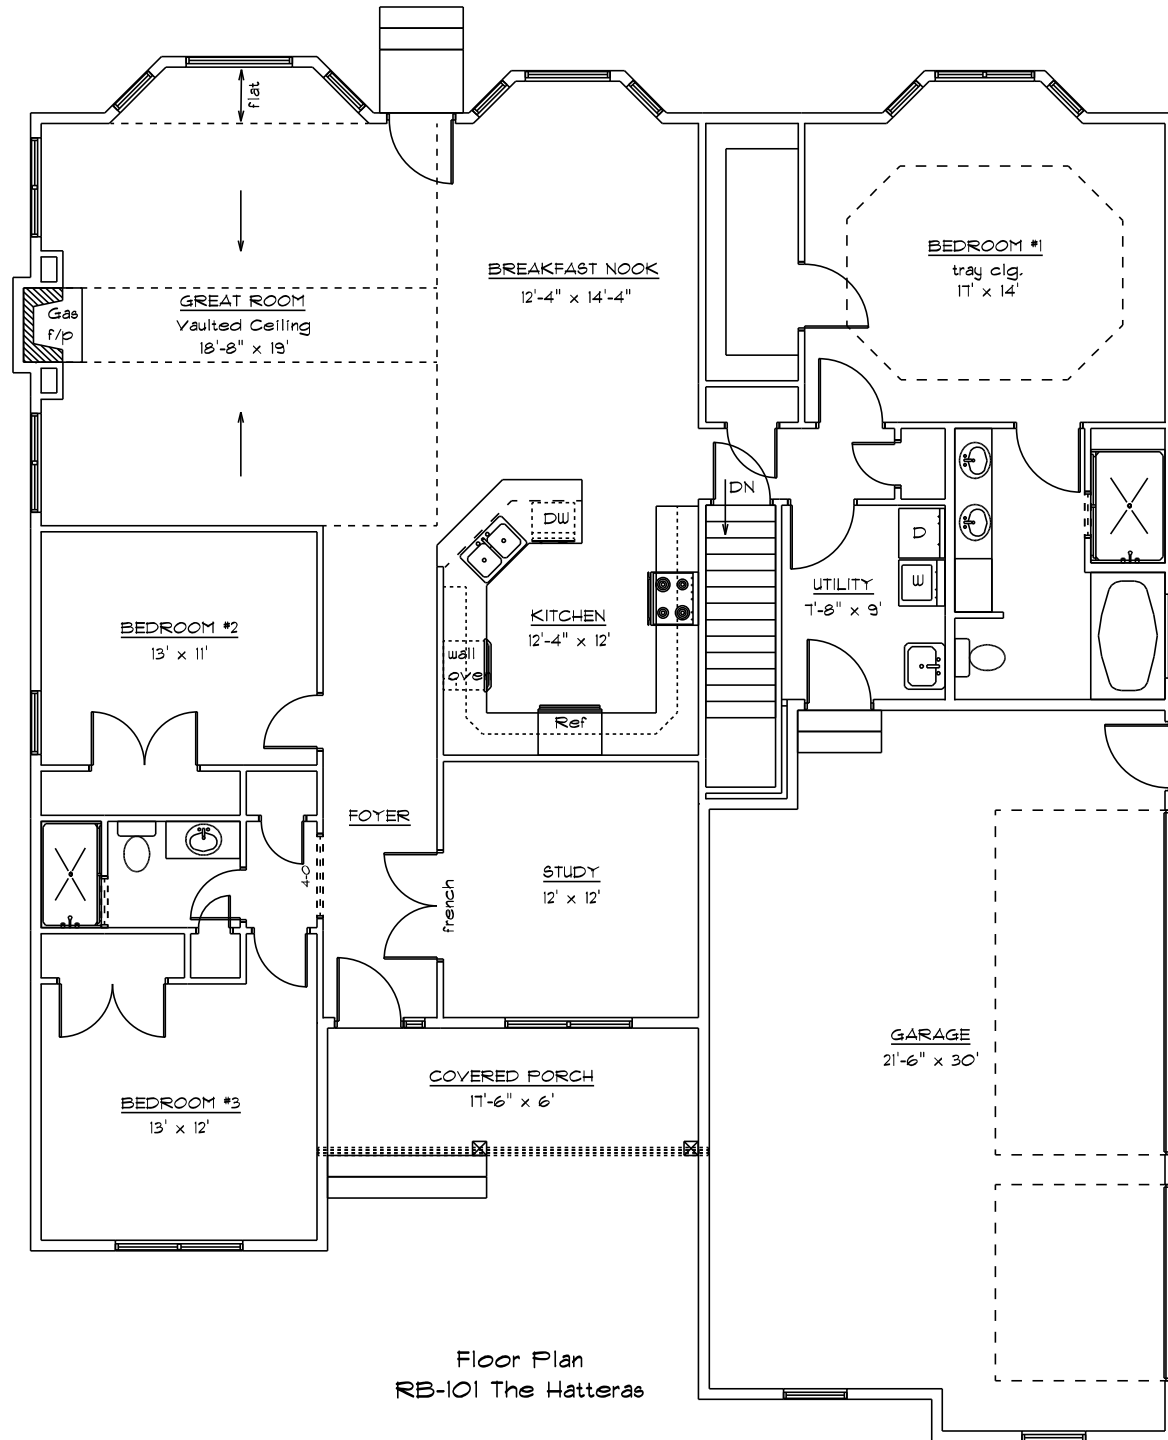 flat
BEDROOM #1
tray clg.
17' x 14'
BREAKFAST NOOK
12'-4" x 14'-4"
GREAT ROOM
Vaulted Ceiling
18'-8" x 19'
Gas
f/p
DN
DW
D
W
UTILITY
7'-8" x 9'
KITCHEN
12'-4" x 12'
wall
oven
Ref
BEDROOM #2
13' x 11'
FOYER
4-0
STUDY
12' x 12'
french
GARAGE
21'-6" x 30'
COVERED PORCH
17'-6" x 6'
BEDROOM #3
13' x 12'
Floor Plan
RB-101 The Hatteras